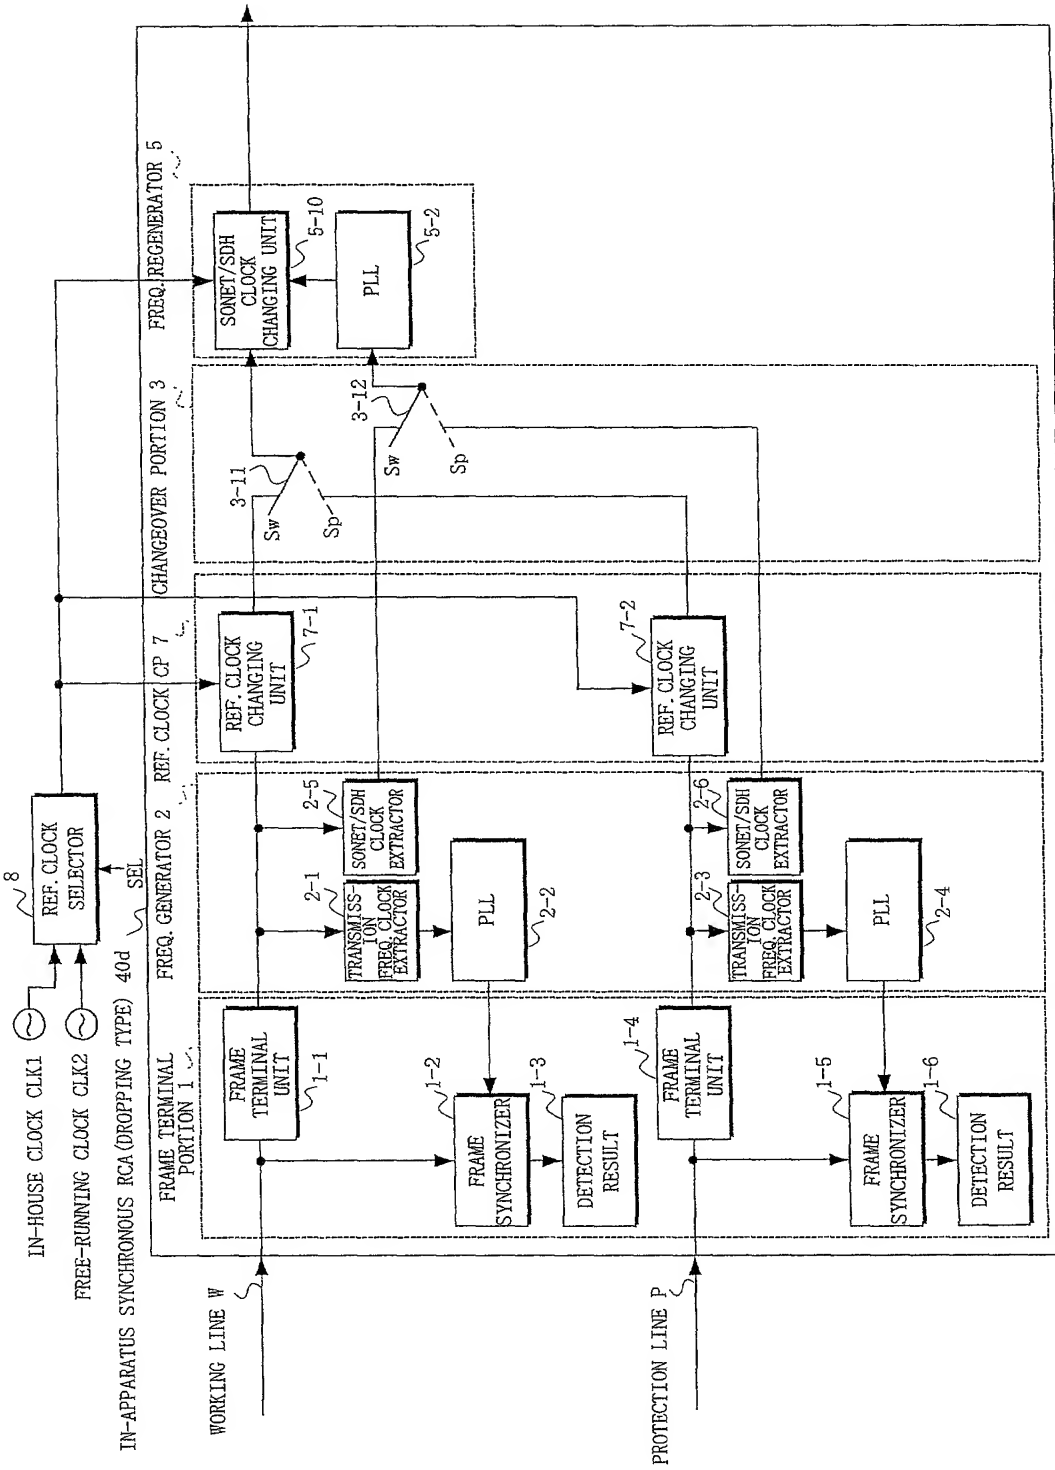 IN-HOUSE CLOCK CLK1
FREE-RUNNING CLOCK CLK2
8
REF. CLOCK
SELECTOR
SEL
IN-APPARATUS SYNCHRONOUS RCA(DROPPING TYPE) 40d
FRAME TERMINAL
PORTION 1
FREQ. GENERATOR 2
REF. CLOCK CP 7
CHANGEOVER PORTION 3
FREQ. REGENERATOR 5
WORKING LINE W
FRAME
TERMINAL
UNIT
1-1
FRAME
SYNCHRONIZER
1-2
DETECTION
RESULT
1-3
TRANSMISS-
ION
FREQ. CLOCK
EXTRACTOR
2-1
SONET/SDH
CLOCK
EXTRACTOR
2-5
PLL
2-2
REF. CLOCK
CHANGING
UNIT
7-1
Sw
3-11
Sp
Sw
3-12
Sp
SONET/SDH
CLOCK
CHANGING UNIT
5-10
PLL
5-2
PROTECTION LINE P
FRAME
TERMINAL
UNIT
1-4
FRAME
SYNCHRONIZER
1-5
DETECTION
RESULT
1-6
TRANSMISS-
ION
FREQ. CLOCK
EXTRACTOR
2-3
SONET/SDH
CLOCK
EXTRACTOR
2-6
PLL
2-4
REF. CLOCK
CHANGING
UNIT
7-2